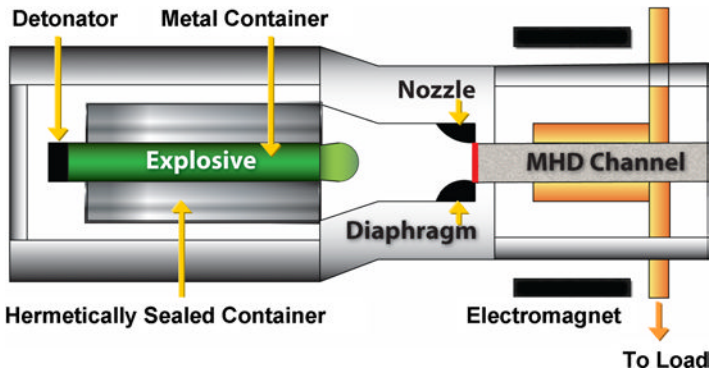 Detonator
Metal Container
Nozzle
Explosive
MHD Channel
Diaphragm
Hermetically Sealed Container
Electromagnet
To Load